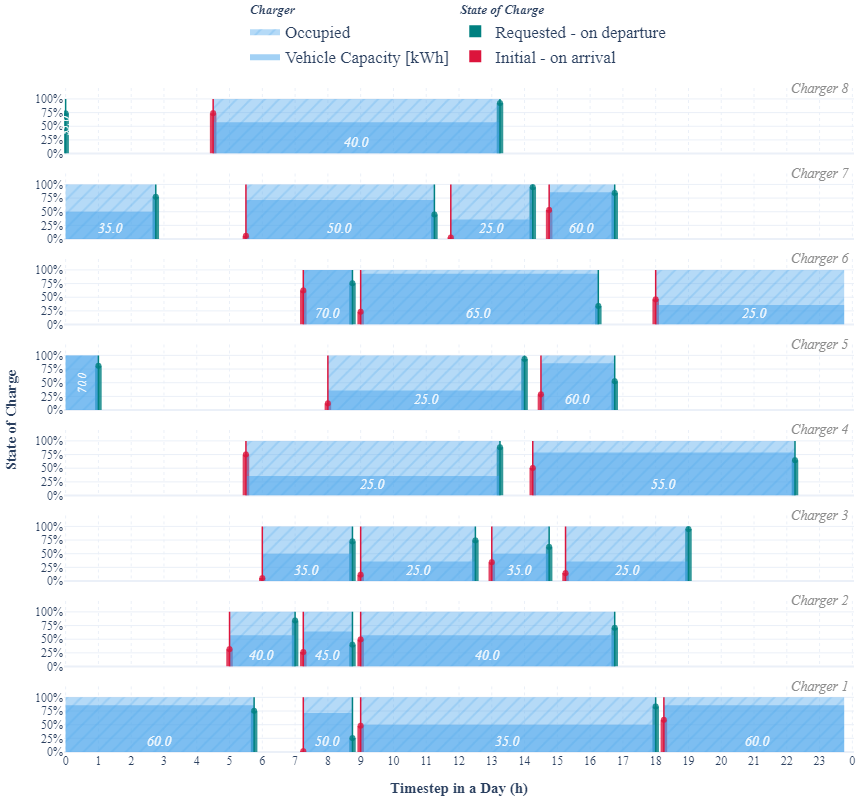 Charger State of Charge
Occupied Requested - on departure
Vehicle Capacity [kWh] Initial - on arrival
Charger 8
100%
75%
50%
25%
0%
40.0
Charger 7
100%
75%
50%
25%
0%
35.0 50.0 25.0 60.0
Charger 6
100%
75%
50%
25%
0%
70.0 65.0 25.0
Charger 5
100%
75%
50%
25%
0%
70.0 25.0 60.0
Charger 4
100%
75%
50%
25%
0%
25.0 55.0
Charger 3
100%
75%
50%
25%
0%
35.0 25.0 35.0 25.0
Charger 2
100%
75%
50%
25%
0%
40.0 45.0 40.0
Charger 1
100%
75%
50%
25%
0%
60.0 50.0 35.0 60.0
0 1 2 3 4 5 6 7 8 9 10 11 12 13 14 15 16 17 18 19 20 21 22 23 0
State of Charge
Timestep in a Day (h)